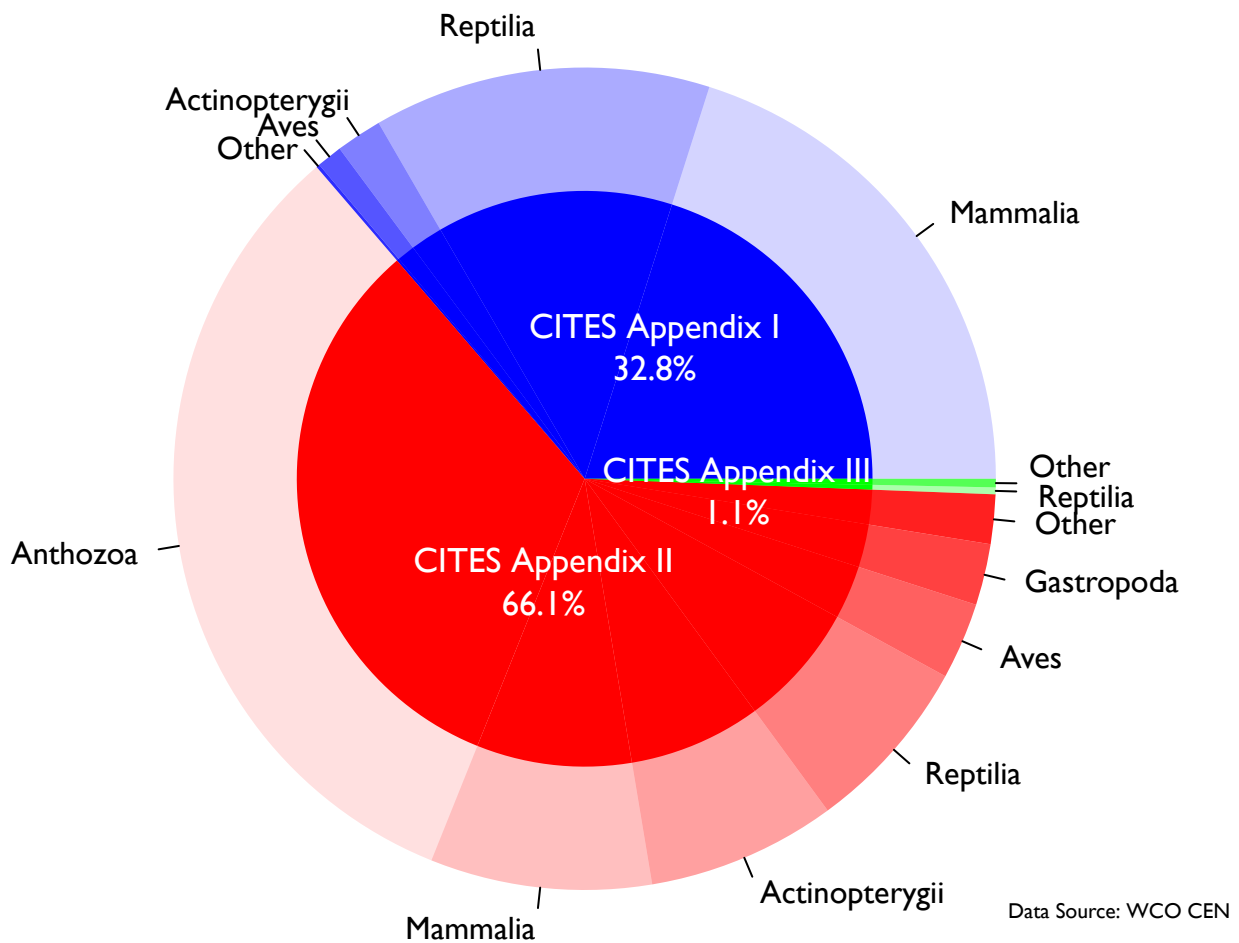 Reptilia
Actinopterygii
Aves
Other
Mammalia
CITES Appendix I
32.8%
CITES Appendix III
1.1%
Other
Reptilia
Other
Anthozoa
CITES Appendix II
66.1%
Gastropoda
Aves
Reptilia
Actinopterygii
Mammalia
Data Source: WCO CEN